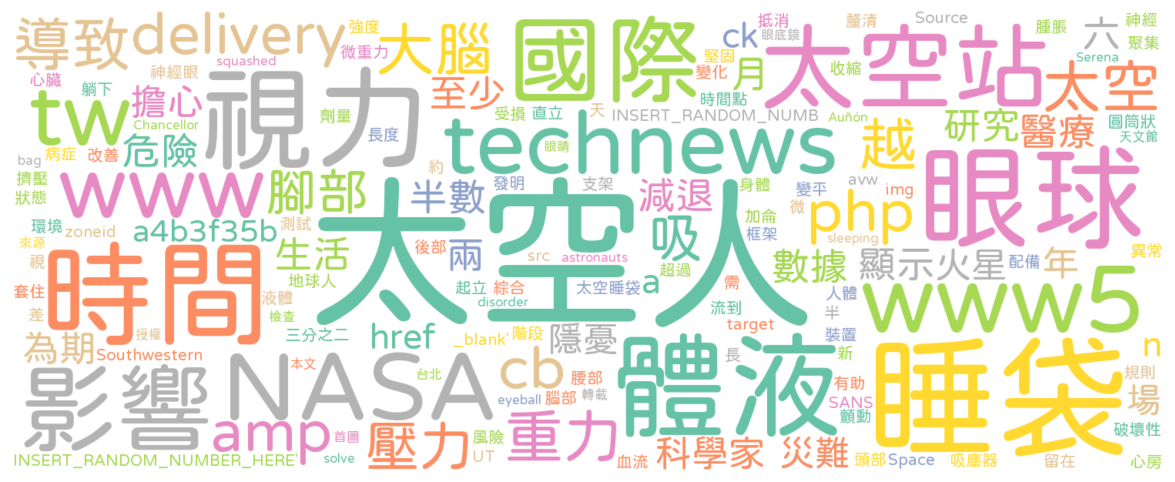 導致
delivery
大腦
強度
微重力
國際
太空站
ck
抵消
眼底鏡
釐清
Source
腫脹
六
神經
聚集
Serena
squashed
心臟
躺下
神經眼
堅固
變化
收縮
月
太空
tw
擔心
視力
至少
時間點
Chancellor
劑量
受損
直立
天
INSERT_RANDOM_NUMB
Auñón
圓筒狀
天文館
病症
改善
危險
長度
technews
眼睛
越
研究
醫療
bag
擠壓
狀態
www
腳部
半數
發明
支架
減退
身體
avw
img
眼球
約
太空人
吸
變平
微
php
加侖
框架
sleeping
環境
zoneid
a4b3f35b
測試
兩
後部
src
astronauts
超過
數據
顯示火星
配備
年
異常
來源
視
時間
生活
地球人
起立
綜合
太空睡袋
a
需
人體
www5
套住
差
液體
檢查
disorder
流到
半
為期
授權
三分之二
href
_blank'
階段
隱憂
target
裝置
Southwestern
本文
台北
cb
腰部
長
新
n
規則
影響
NASA
體液
有助
睡袋
場
eyeball
腦部
轉載
SANS
顫動
破壞性
amp
首圖
壓力
風險
UT
重力
科學家
災難
頭部
Space
吸塵器
留在
心房
INSERT_RANDOM_NUMBER_HERE'
solve
血流